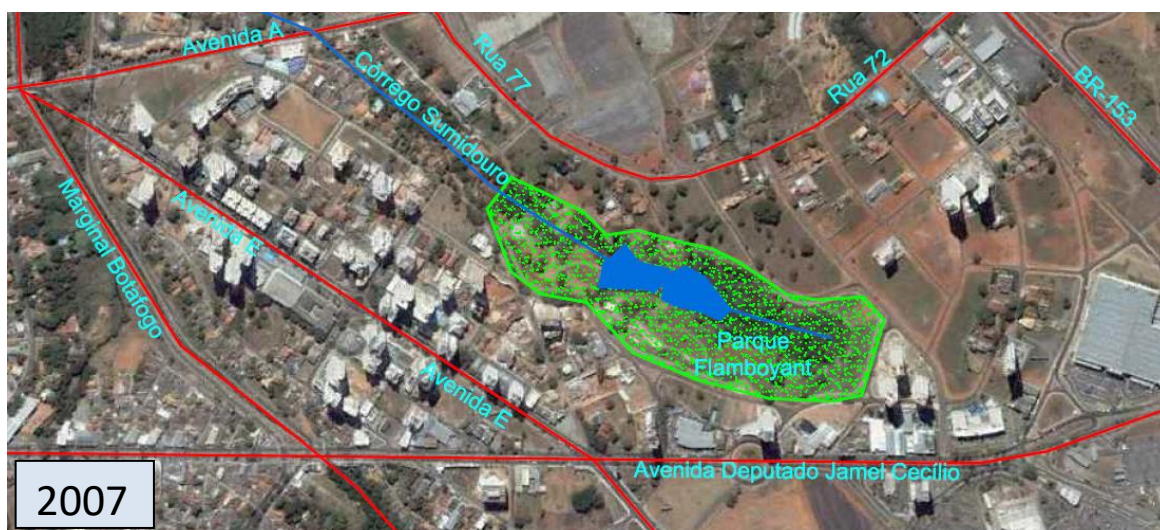 Avenida A
Córrego Sumidouro
Rua 77
Rua 72
BR-153
Marginal Botafogo
Avenida E
Avenida E
Parque
Flamboyant
Avenida Deputado Jamel Cecílio
2007